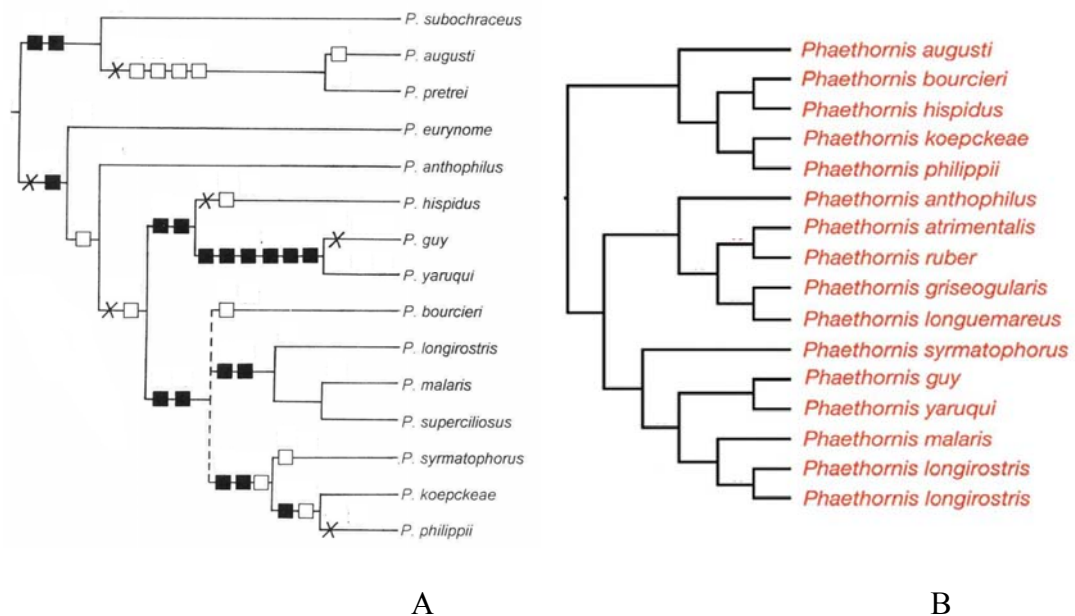 P. subochraceus
P. augusti
P. pretrei
P. eurynome
P. anthophilus
P. hispidus
P. guy
P. yaruqui
P. bourcieri
P. longirostris
P. malaris
P. superciliosus
P. syrmatophorus
P. koepckeae
P. philippii
A
Phaethornis augusti
Phaethornis bourcieri
Phaethornis hispidus
Phaethornis koepckeae
Phaethornis philippii
Phaethornis anthophilus
Phaethornis atrimentalis
Phaethornis ruber
Phaethornis griseogularis
Phaethornis longuemareus
Phaethornis syrmatophorus
Phaethornis guy
Phaethornis yaruqui
Phaethornis malaris
Phaethornis longirostris
Phaethornis longirostris
B